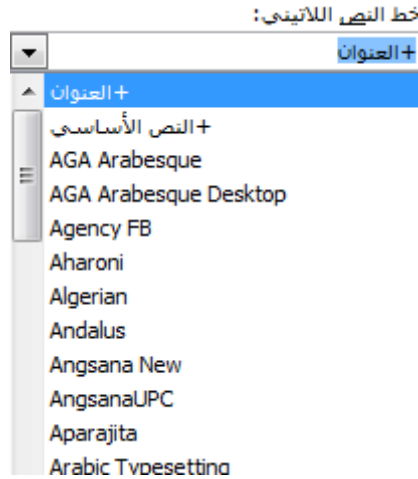 خط النص اللاتيني:
+العنوان
+العنوان
+النص الأساسي
AGA Arabesque
AGA Arabesque Desktop
Agency FB
Aharoni
Algerian
Andalus
Angsana New
AngsanaUPC
Aparajita
Arabic Typesetting